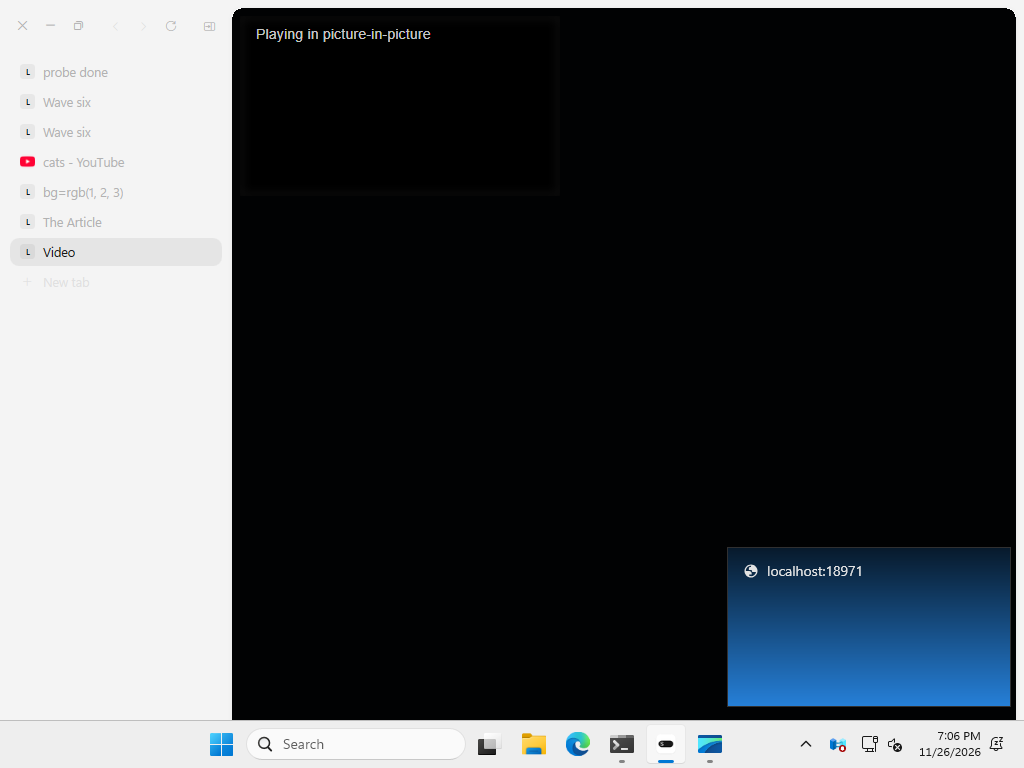 probe done
Wave six
Wave six
cats - YouTube
bg=rgb(1, 2, 3)
The Article
Video
New tab
Playing in picture-in-picture
localhost:18971
Search
7:06 PM
11/26/2026